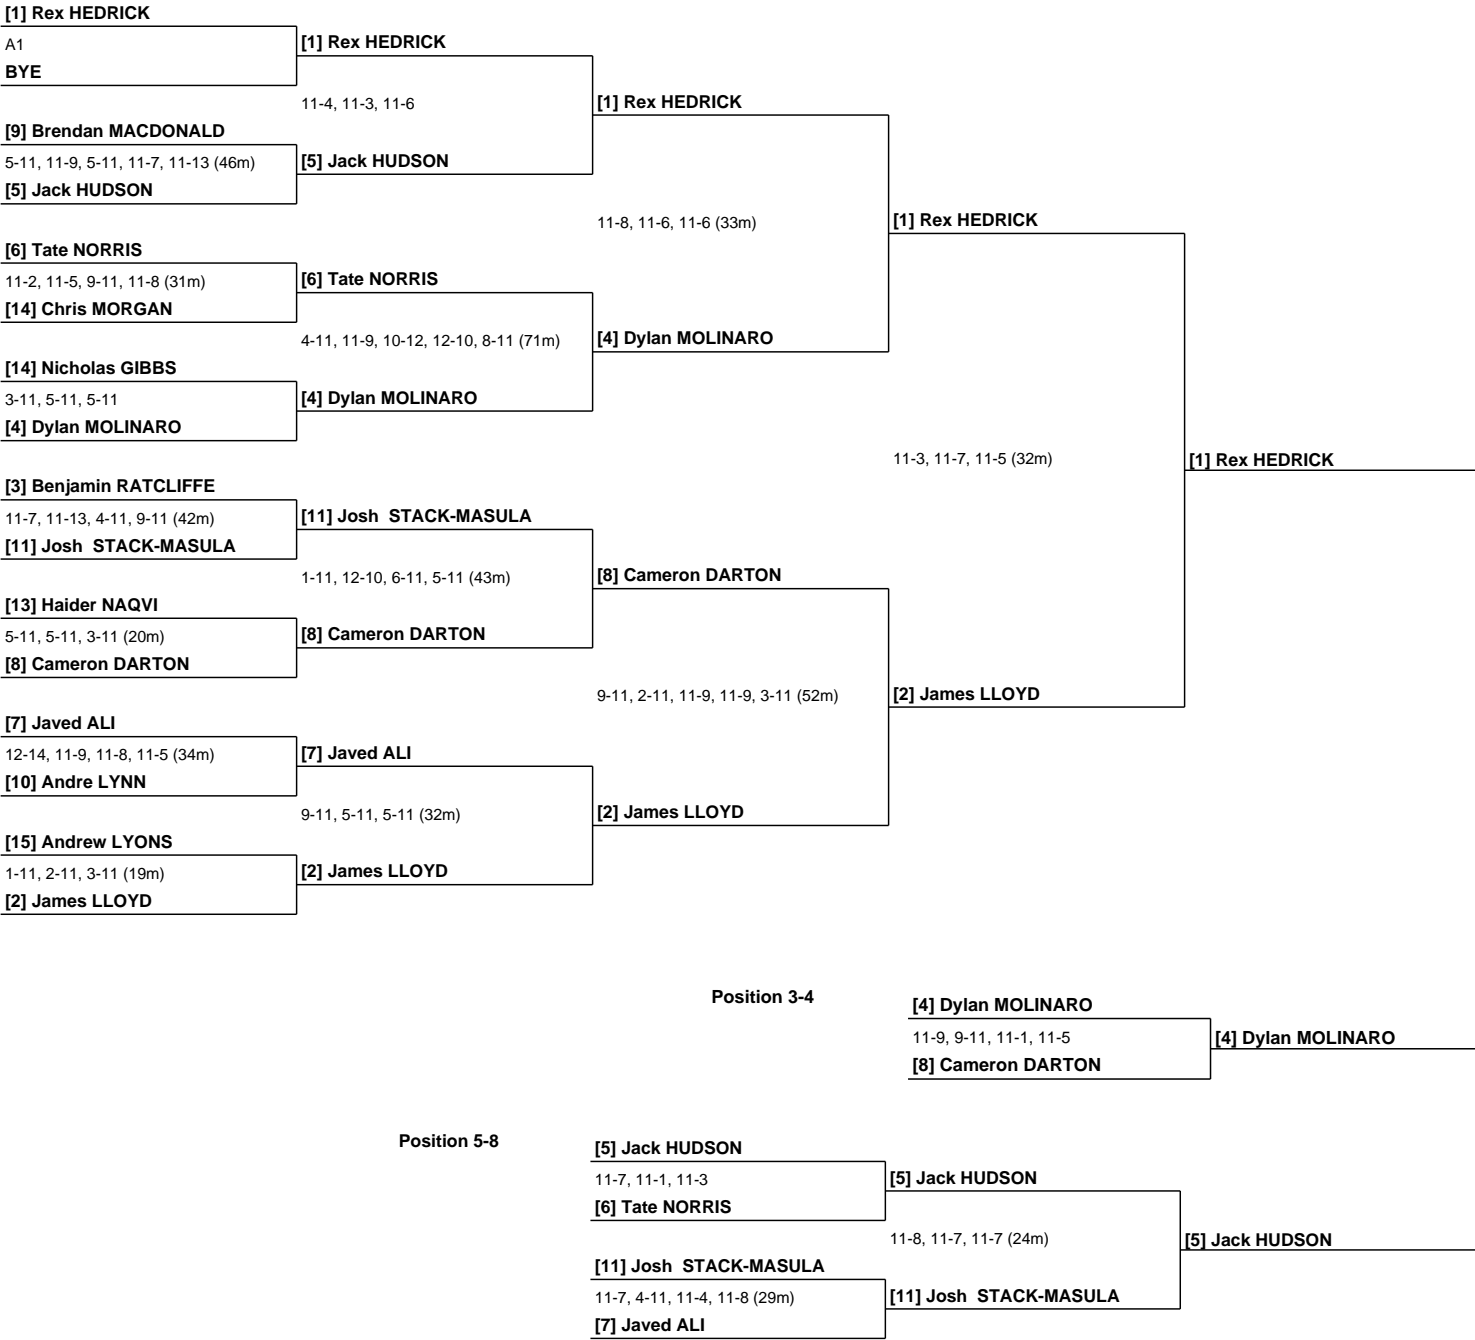 [1] Rex HEDRICK
A1
BYE
[1] Rex HEDRICK
11-4, 11-3, 11-6
[9] Brendan MACDONALD
5-11, 11-9, 5-11, 11-7, 11-13 (46m)
[5] Jack HUDSON
[5] Jack HUDSON
[1] Rex HEDRICK
11-8, 11-6, 11-6 (33m)
[6] Tate NORRIS
11-2, 11-5, 9-11, 11-8 (31m)
[14] Chris MORGAN
[6] Tate NORRIS
4-11, 11-9, 10-12, 12-10, 8-11 (71m)
[14] Nicholas GIBBS
3-11, 5-11, 5-11
[4] Dylan MOLINARO
[4] Dylan MOLINARO
[4] Dylan MOLINARO
[1] Rex HEDRICK
11-3, 11-7, 11-5 (32m)
[1] Rex HEDRICK
[3] Benjamin RATCLIFFE
11-7, 11-13, 4-11, 9-11 (42m)
[11] Josh  STACK-MASULA
[11] Josh  STACK-MASULA
1-11, 12-10, 6-11, 5-11 (43m)
[13] Haider NAQVI
5-11, 5-11, 3-11 (20m)
[8] Cameron DARTON
[8] Cameron DARTON
[8] Cameron DARTON
9-11, 2-11, 11-9, 11-9, 3-11 (52m)
[2] James LLOYD
[7] Javed ALI
12-14, 11-9, 11-8, 11-5 (34m)
[10] Andre LYNN
[7] Javed ALI
9-11, 5-11, 5-11 (32m)
[2] James LLOYD
[15] Andrew LYONS
1-11, 2-11, 3-11 (19m)
[2] James LLOYD
[2] James LLOYD
Position 3-4
[4] Dylan MOLINARO
11-9, 9-11, 11-1, 11-5
[8] Cameron DARTON
[4] Dylan MOLINARO
Position 5-8
[5] Jack HUDSON
11-7, 11-1, 11-3
[6] Tate NORRIS
[5] Jack HUDSON
11-8, 11-7, 11-7 (24m)
[5] Jack HUDSON
[11] Josh  STACK-MASULA
11-7, 4-11, 11-4, 11-8 (29m)
[7] Javed ALI
[11] Josh  STACK-MASULA